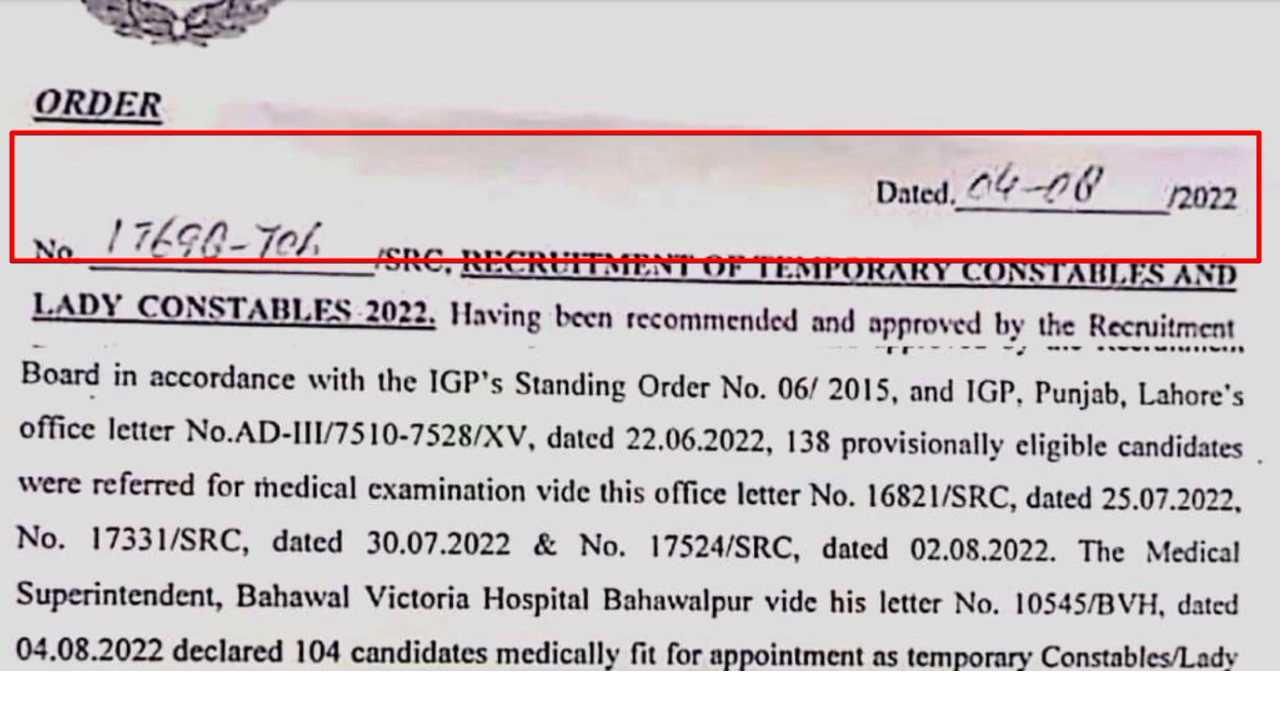 ORDER
Dated. 04-08 /2022
No. /SRC, RECRUITMENT OF TEMPORARY CONSTABLES AND
LADY CONSTABLES 2022. Having been recommended and approved by the Recruitment
Board in accordance with the IGP's Standing Order No. 06/ 2015, and IGP, Punjab, Lahore's
office letter No.AD-III/7510-7528/XV, dated 22.06.2022, 138 provisionally eligible candidates
were referred for medical examination vide this office letter No. 16821/SRC, dated 25.07.2022,
No. 17331/SRC, dated 30.07.2022 & No. 17524/SRC, dated 02.08.2022. The Medical
Superintendent, Bahawal Victoria Hospital Bahawalpur vide his letter No. 10545/BVH, dated
04.08.2022 declared 104 candidates medically fit for appointment as temporary Constables/Lady